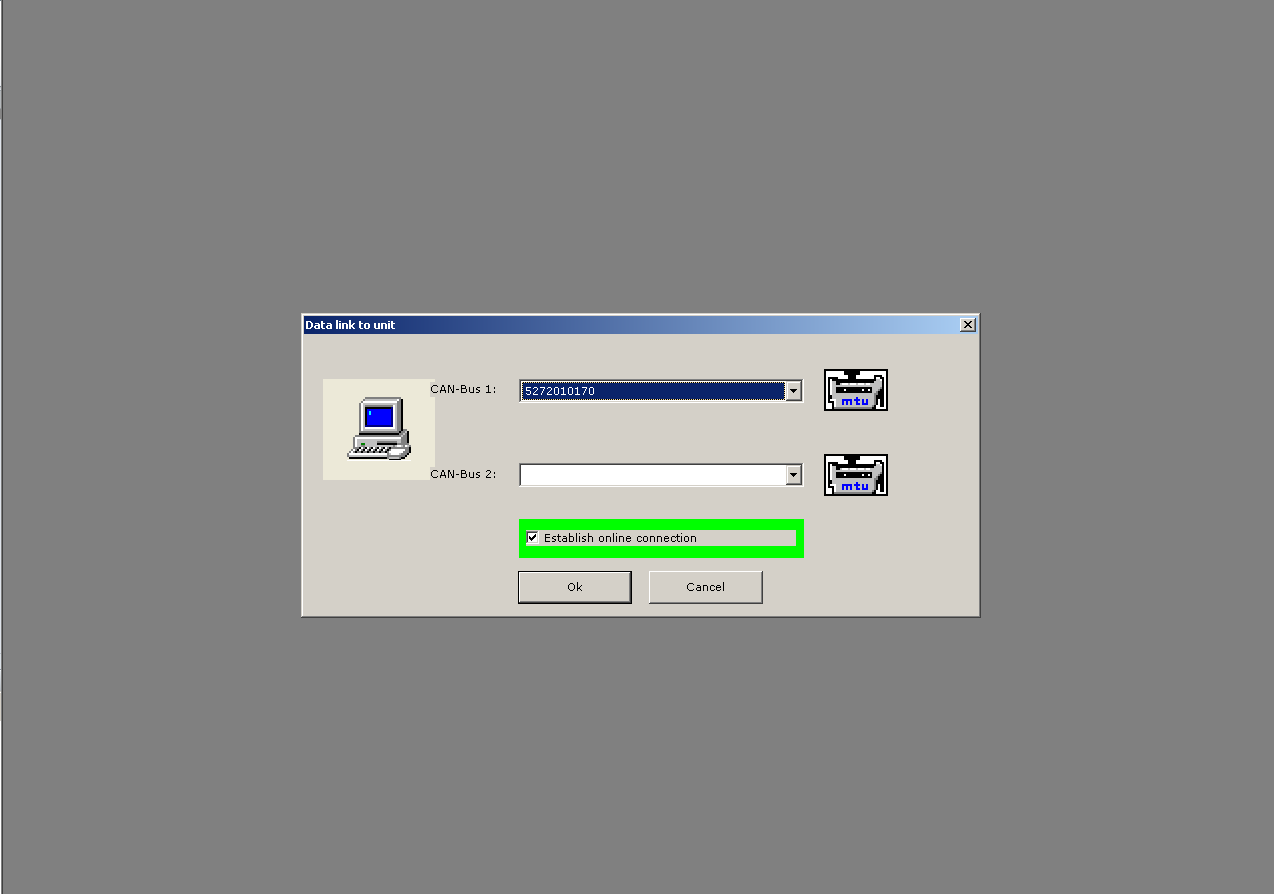 Data link to unit
CAN-Bus 1:
5272010170
mtu
CAN-Bus 2:
mtu
Establish online connection
Ok
Cancel